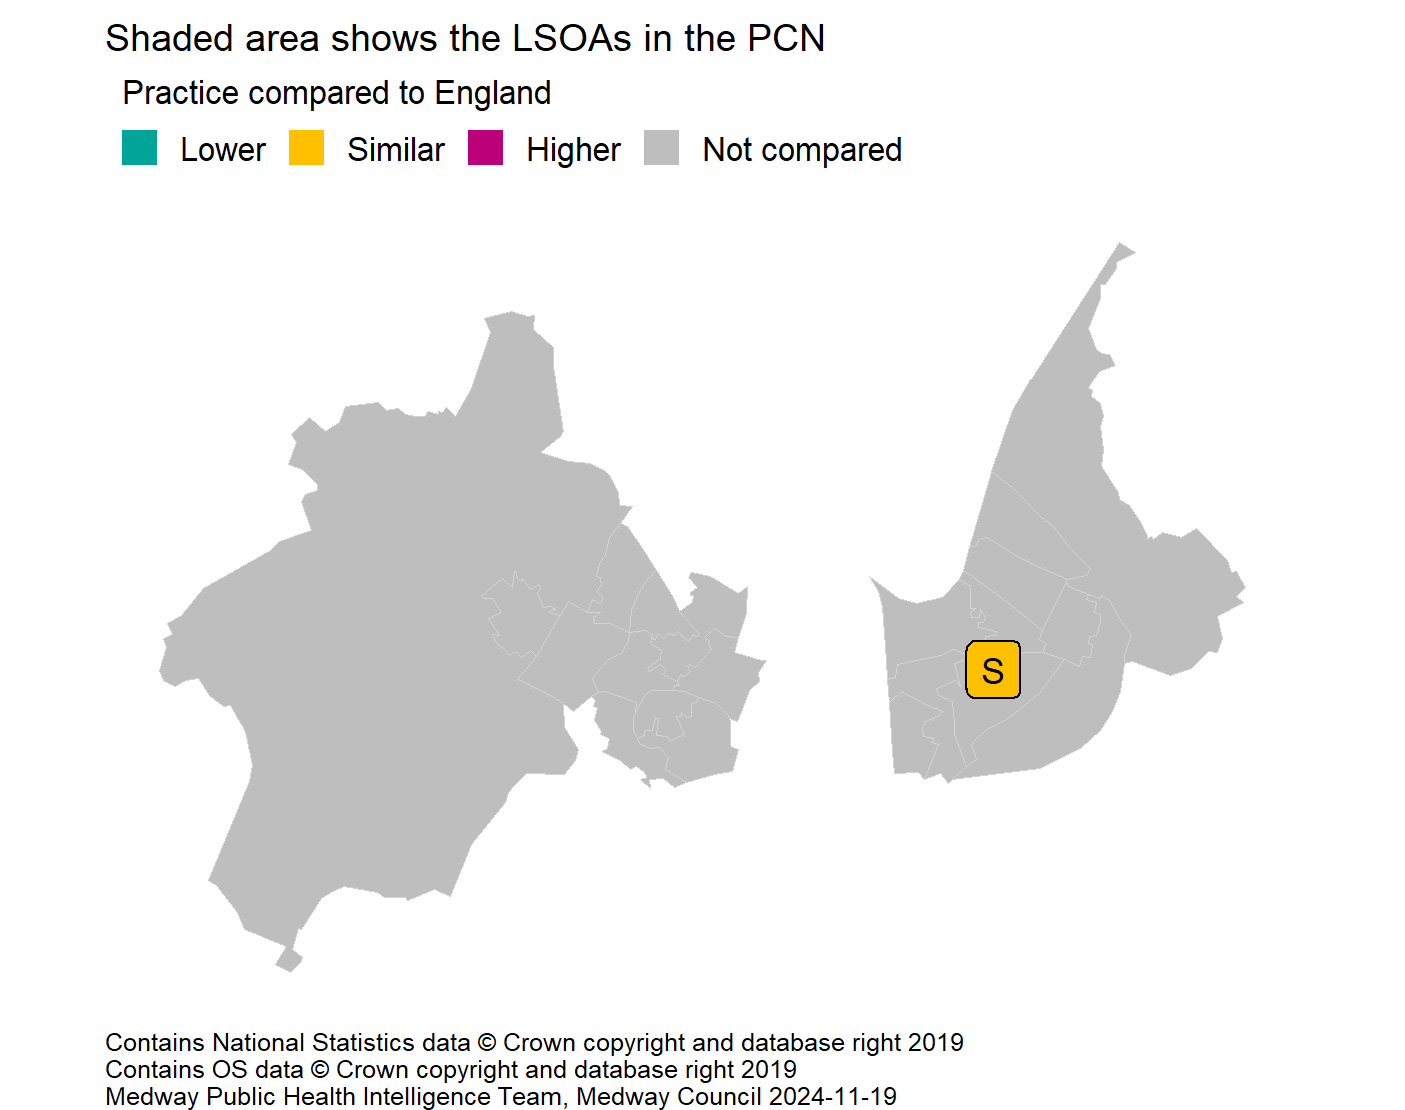 Shaded area shows the LSOAs in the PCN
Practice compared to England
Lower Similar Higher Not compared
S
Contains National Statistics data © Crown copyright and database right 2019
Contains OS data © Crown copyright and database right 2019
Medway Public Health Intelligence Team, Medway Council 2024-11-19